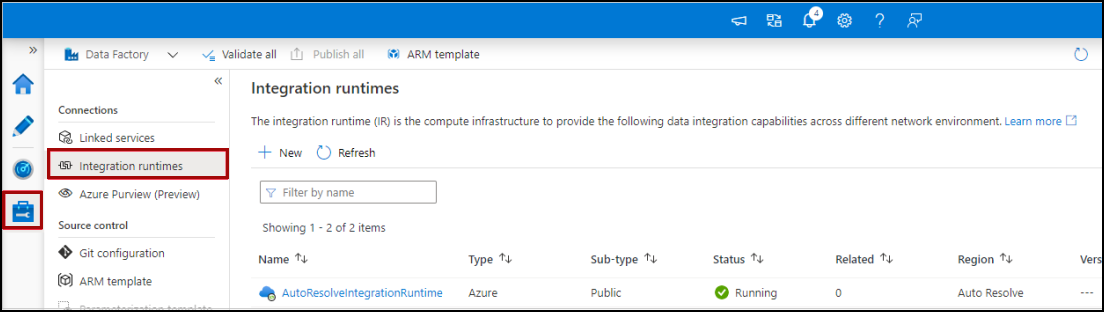 4
»
Data Factory Validate all Publish all ARM template
«
Integration runtimes
Connections
The integration runtime (IR) is the compute infrastructure to provide the following data integration capabilities across different network environment. Learn more
Linked services
+ New Refresh
Integration runtimes
Azure Purview (Preview)
Filter by name
Source control
Showing 1 - 2 of 2 items
Git configuration
Name Type Sub-type Status Related Region Vers
ARM template
AutoResolveIntegrationRuntime Azure Public Running 0 Auto Resolve ---
Parameterization template